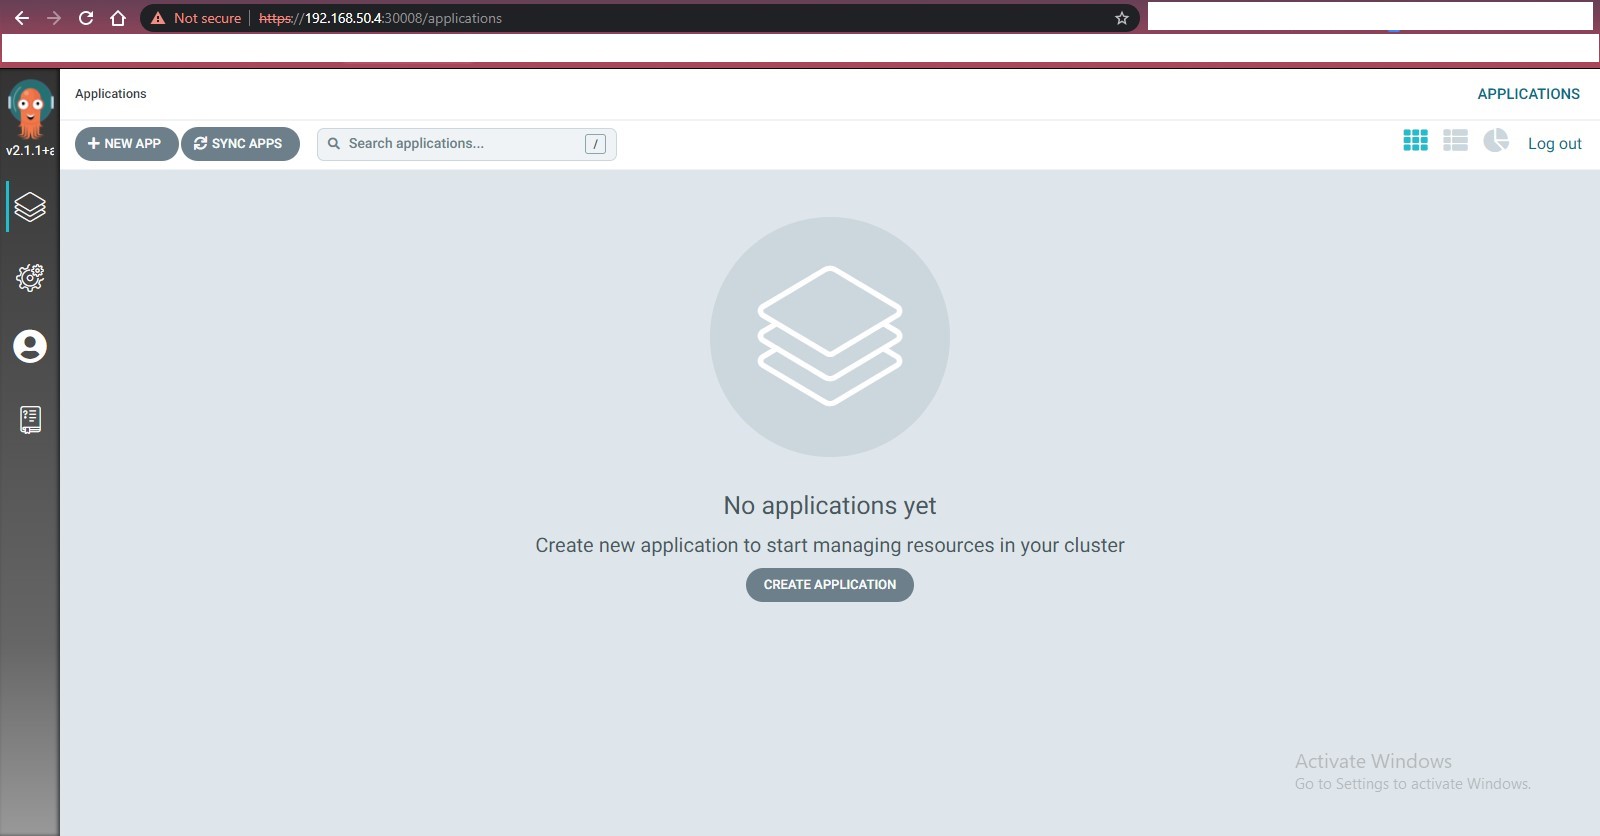 Not secure https://192.168.50.4:30008/applications
Applications
APPLICATIONS
v2.1.1+a
+ NEW APP
SYNC APPS
Search applications...
/
Log out
No applications yet
Create new application to start managing resources in your cluster
CREATE APPLICATION
Activate Windows
Go to Settings to activate Windows.